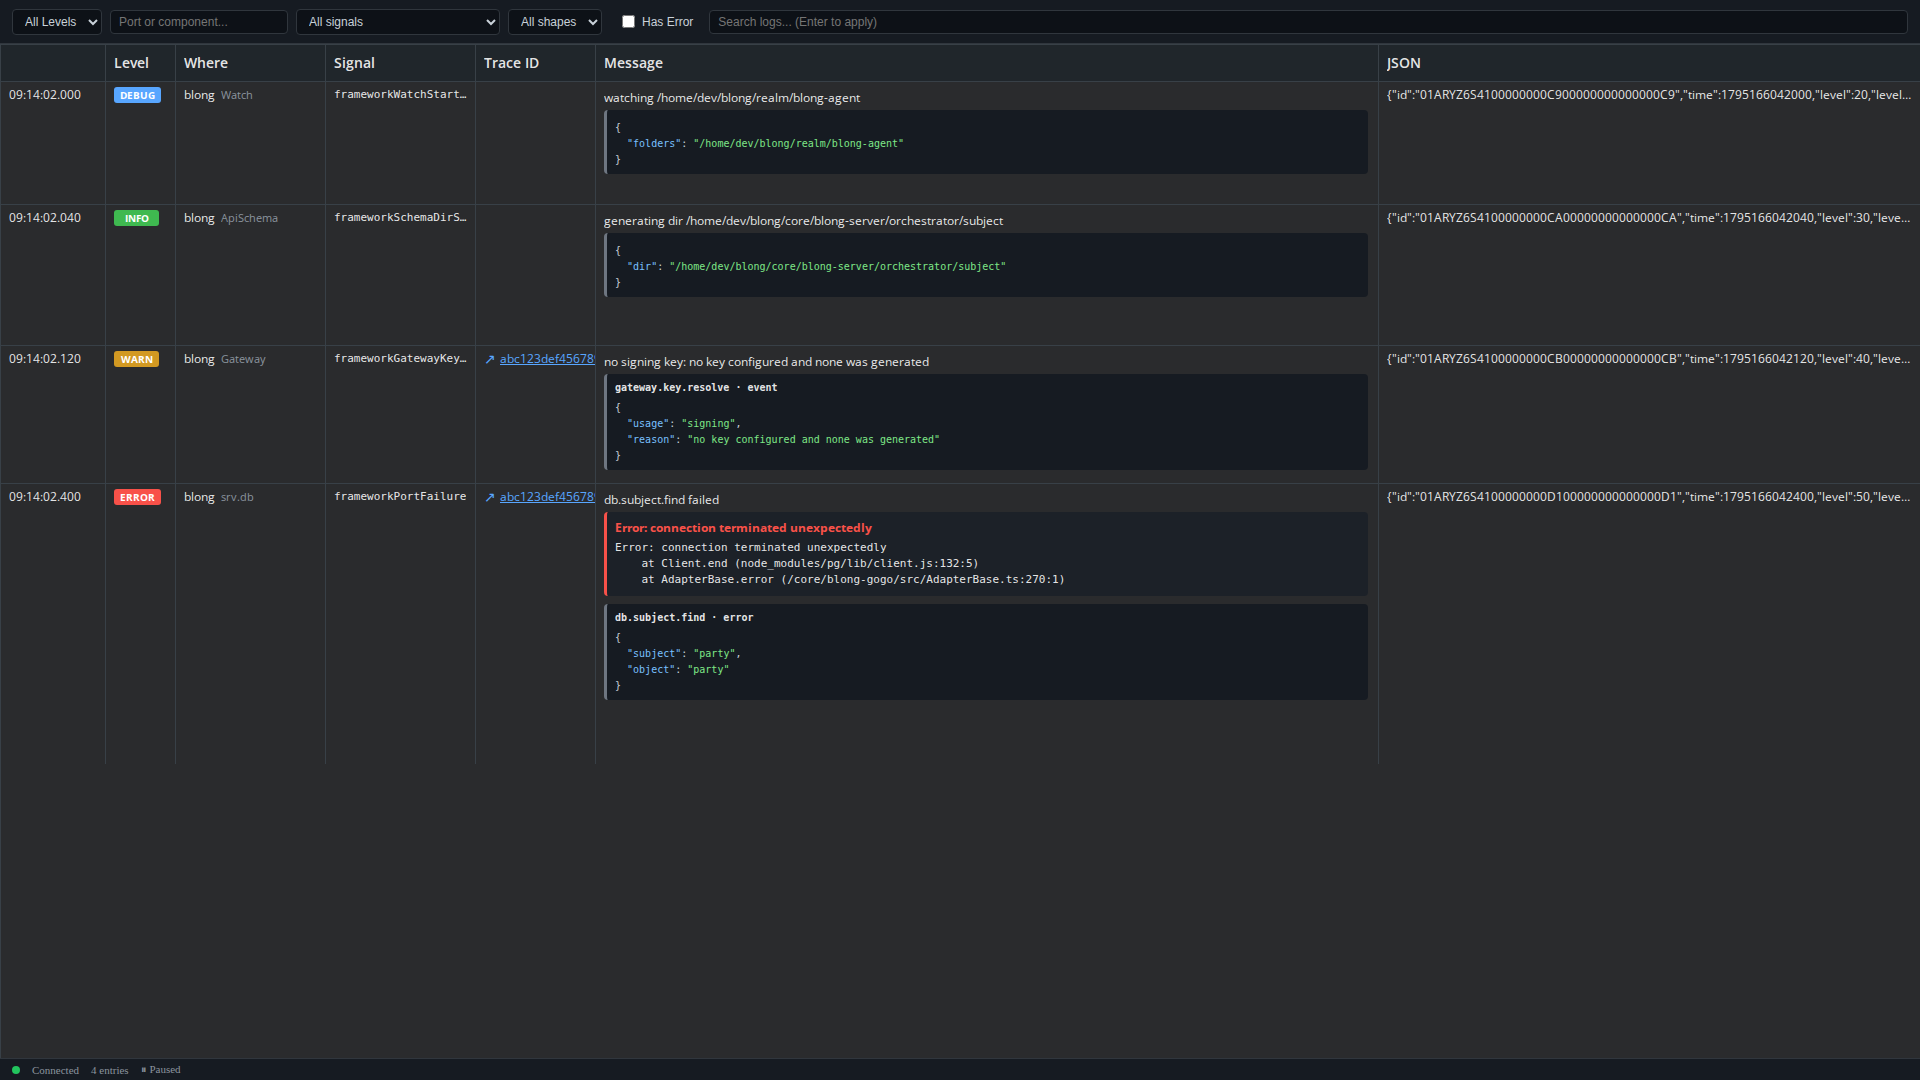 All Levels Port or component... All signals All shapes Has Error Search logs... (Enter to apply)
Level Where Signal Trace ID Message JSON
09:14:02.000 DEBUG blong Watch frameworkWatchStart… {"id":"01ARYZ6S4100000000C900000000000000C9","time":1795166042000,"level":20,"level…
watching /home/dev/blong/realm/blong-agent
{
"folders": "/home/dev/blong/realm/blong-agent"
}
09:14:02.040 INFO blong ApiSchema frameworkSchemaDirS… {"id":"01ARYZ6S4100000000CA00000000000000CA","time":1795166042040,"level":30,"leve…
generating dir /home/dev/blong/core/blong-server/orchestrator/subject
{
"dir": "/home/dev/blong/core/blong-server/orchestrator/subject"
}
09:14:02.120 WARN blong Gateway frameworkGatewayKey… ↗ abc123def456789 {"id":"01ARYZ6S4100000000CB00000000000000CB","time":1795166042120,"level":40,"leve…
no signing key: no key configured and none was generated
gateway.key.resolve · event
{
"usage": "signing",
"reason": "no key configured and none was generated"
}
09:14:02.400 ERROR blong srv.db frameworkPortFailure ↗ abc123def456789 {"id":"01ARYZ6S4100000000D100000000000000D1","time":1795166042400,"level":50,"leve…
db.subject.find failed
Error: connection terminated unexpectedly
Error: connection terminated unexpectedly
at Client.end (node_modules/pg/lib/client.js:132:5)
at AdapterBase.error (/core/blong-gogo/src/AdapterBase.ts:270:1)
db.subject.find · error
{
"subject": "party",
"object": "party"
}
Connected 4 entries ⏸ Paused